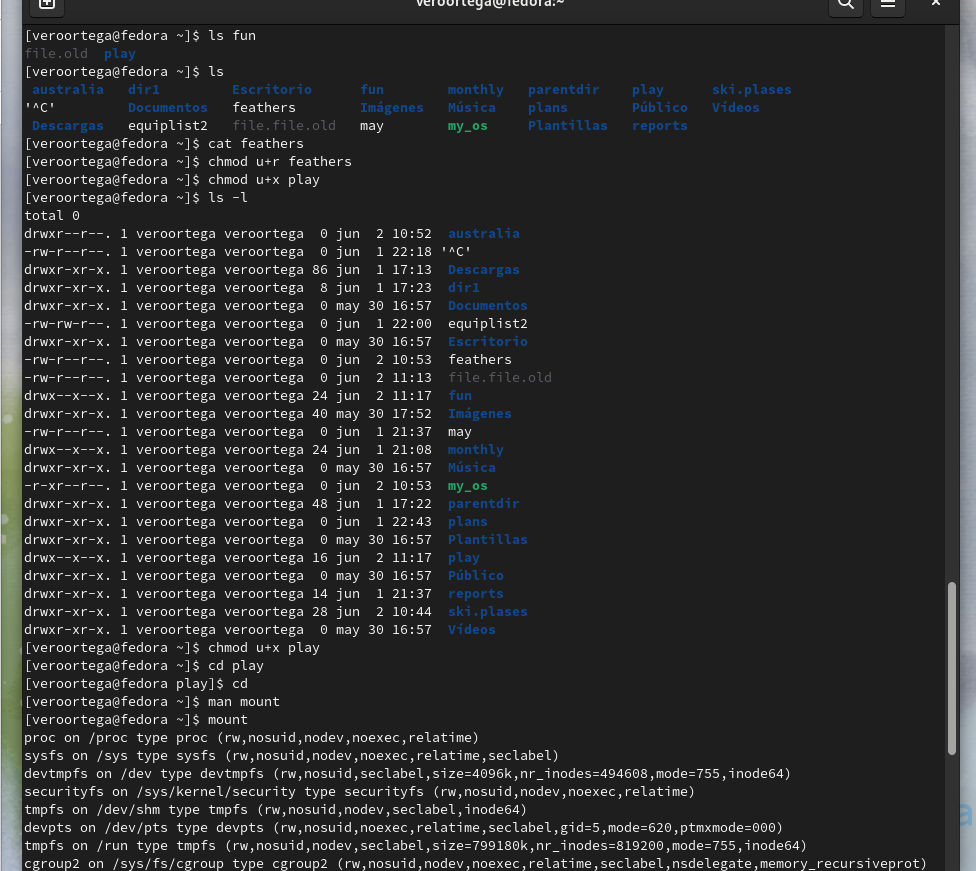 veroortega@fedora:~
[veroortega@fedora ~]$ ls fun
file.old  play
[veroortega@fedora ~]$ ls
 australia   dir1         Escritorio      fun        monthly   parentdir    play      ski.plases
'^C'         Documentos   feathers        Imágenes   Música    plans        Público   Vídeos
 Descargas   equiplist2   file.file.old   may        my_os     Plantillas   reports
[veroortega@fedora ~]$ cat feathers
[veroortega@fedora ~]$ chmod u+r feathers
[veroortega@fedora ~]$ chmod u+x play
[veroortega@fedora ~]$ ls -l
total 0
drwxr--r--. 1 veroortega veroortega  0 jun  2 10:52  australia
-rw-r--r--. 1 veroortega veroortega  0 jun  1 22:18 '^C'
drwxr-xr-x. 1 veroortega veroortega 86 jun  1 17:13  Descargas
drwxr-xr-x. 1 veroortega veroortega  8 jun  1 17:23  dir1
drwxr-xr-x. 1 veroortega veroortega  0 may 30 16:57  Documentos
-rw-rw-r--. 1 veroortega veroortega  0 jun  1 22:00  equiplist2
drwxr-xr-x. 1 veroortega veroortega  0 may 30 16:57  Escritorio
-rw-r--r--. 1 veroortega veroortega  0 jun  2 10:53  feathers
-rw-r--r--. 1 veroortega veroortega  0 jun  2 11:13  file.file.old
drwx--x--x. 1 veroortega veroortega 24 jun  2 11:17  fun
drwxr-xr-x. 1 veroortega veroortega 40 may 30 17:52  Imágenes
-rw-r--r--. 1 veroortega veroortega  0 jun  1 21:37  may
drwx--x--x. 1 veroortega veroortega 24 jun  1 21:08  monthly
drwxr-xr-x. 1 veroortega veroortega  0 may 30 16:57  Música
-r-xr--r--. 1 veroortega veroortega  0 jun  2 10:53  my_os
drwxr-xr-x. 1 veroortega veroortega 48 jun  1 17:22  parentdir
drwxr-xr-x. 1 veroortega veroortega  0 jun  1 22:43  plans
drwxr-xr-x. 1 veroortega veroortega  0 may 30 16:57  Plantillas
drwx--x--x. 1 veroortega veroortega 16 jun  2 11:17  play
drwxr-xr-x. 1 veroortega veroortega  0 may 30 16:57  Público
drwxr-xr-x. 1 veroortega veroortega 14 jun  1 21:37  reports
drwxr-xr-x. 1 veroortega veroortega 28 jun  2 10:44  ski.plases
drwxr-xr-x. 1 veroortega veroortega  0 may 30 16:57  Vídeos
[veroortega@fedora ~]$ chmod u+x play
[veroortega@fedora ~]$ cd play
[veroortega@fedora play]$ cd
[veroortega@fedora ~]$ man mount
[veroortega@fedora ~]$ mount
proc on /proc type proc (rw,nosuid,nodev,noexec,relatime)
sysfs on /sys type sysfs (rw,nosuid,nodev,noexec,relatime,seclabel)
devtmpfs on /dev type devtmpfs (rw,nosuid,seclabel,size=4096k,nr_inodes=494608,mode=755,inode64)
securityfs on /sys/kernel/security type securityfs (rw,nosuid,nodev,noexec,relatime)
tmpfs on /dev/shm type tmpfs (rw,nosuid,nodev,seclabel,inode64)
devpts on /dev/pts type devpts (rw,nosuid,noexec,relatime,seclabel,gid=5,mode=620,ptmxmode=000)
tmpfs on /run type tmpfs (rw,nosuid,nodev,seclabel,size=799180k,nr_inodes=819200,mode=755,inode64)
cgroup2 on /sys/fs/cgroup type cgroup2 (rw,nosuid,nodev,noexec,relatime,seclabel,nsdelegate,memory_recursiveprot)